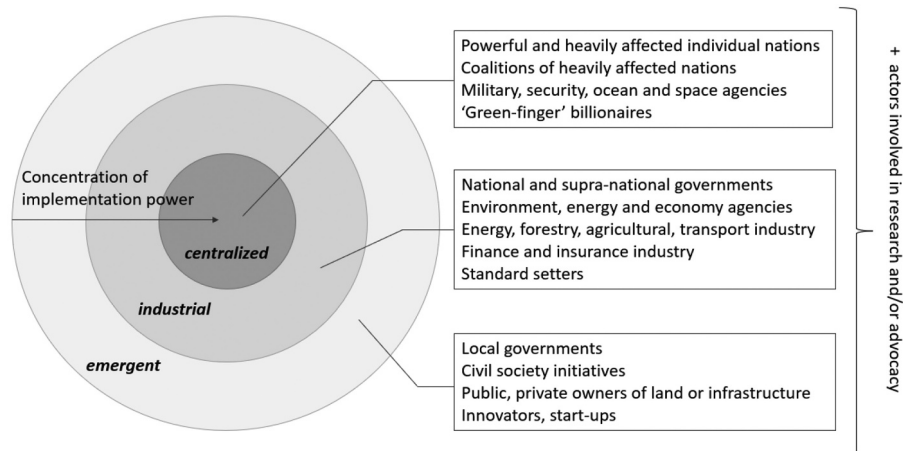 Powerful and heavily affected individual nations
Coalitions of heavily affected nations
Military, security, ocean and space agencies
‘Green-finger’ billionaires
Concentration of
implementation power
centralized
industrial
emergent
National and supra-national governments
Environment, energy and economy agencies
Energy, forestry, agricultural, transport industry
Finance and insurance industry
Standard setters
Local governments
Civil society initiatives
Public, private owners of land or infrastructure
Innovators, start-ups
+ actors involved in research and/or advocacy